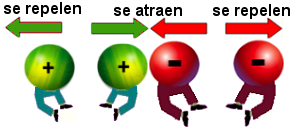 se repelen se atraen se repelen
+ + - -